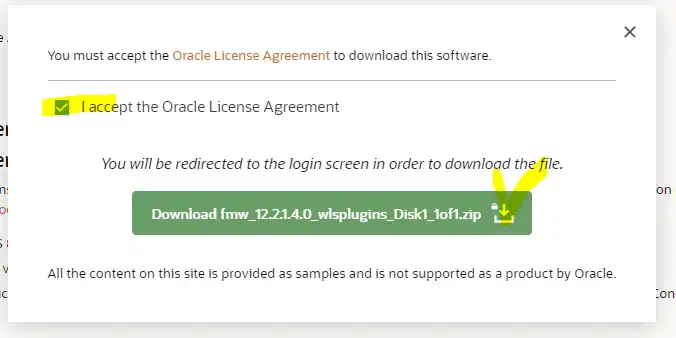 You must accept the Oracle License Agreement to download this software.
I accept the Oracle License Agreement
You will be redirected to the login screen in order to download the file.
Download fmw_12.2.1.4.0_wlsplugins_Disk1_1of1.zip
All the content on this site is provided as samples and is not supported as a product by Oracle.